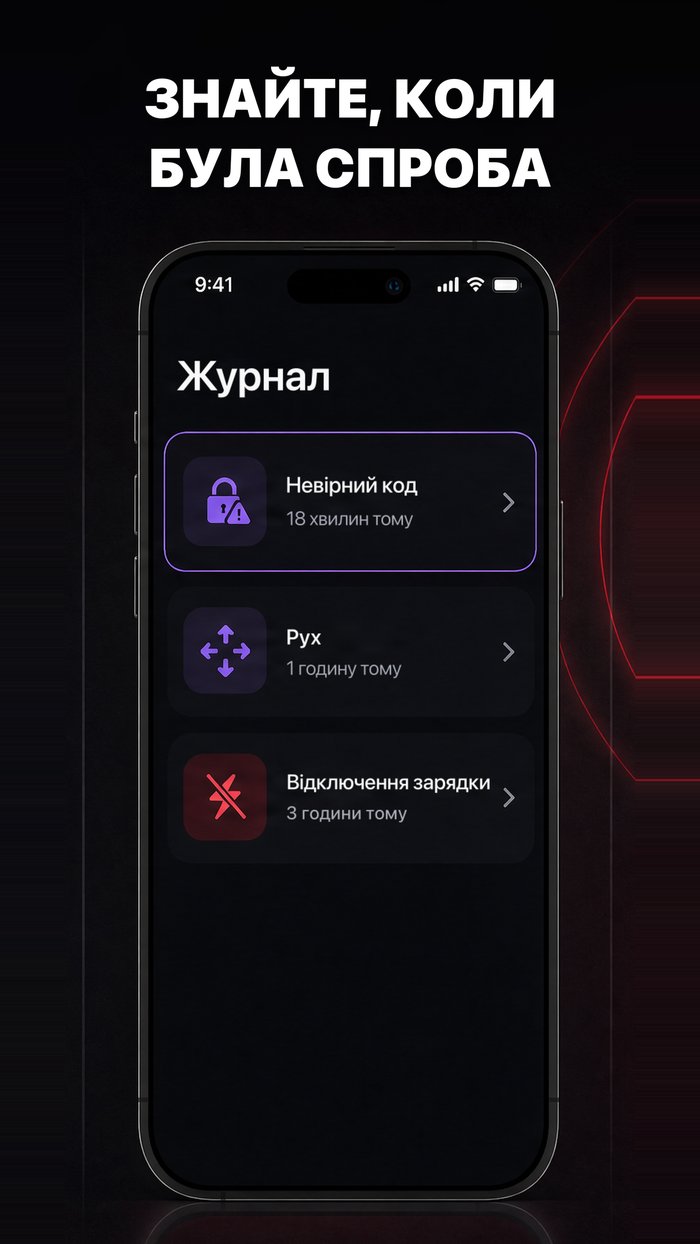 ЗНАЙТЕ, КОЛИ
БУЛА СПРОБА
9:41
Журнал
Невірний код
18 хвилин тому
Рух
1 годину тому
Відключення зарядки
3 години тому